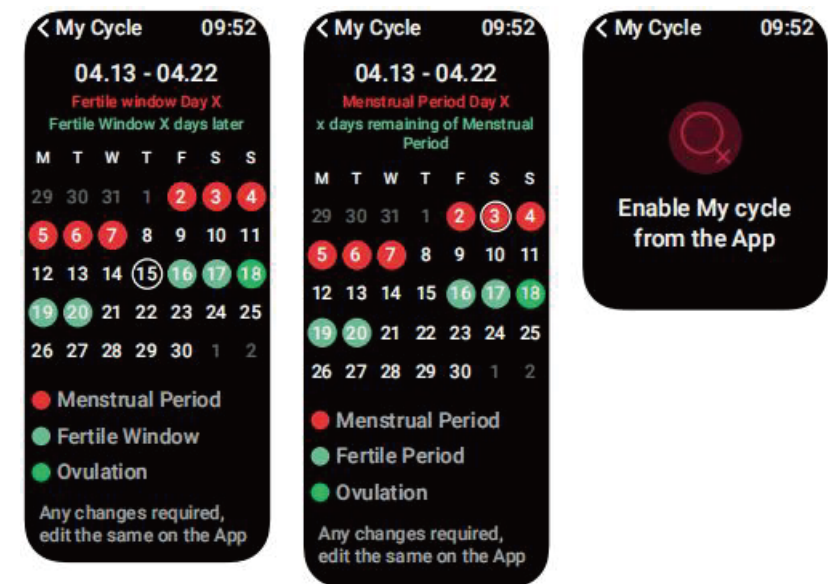 My Cycle 09:52
04.13 - 04.22
Fertile window Day X
Fertile Window X days later
M T W T F S S
29 30 31 1 2 3 4
5 6 7 8 9 10 11
12 13 14 15 16 17 18
19 20 21 22 23 24 25
26 27 28 29 30 1 2
Menstrual Period
Fertile Window
Ovulation
Any changes required,
edit the same on the App
My Cycle 09:52
04.13 - 04.22
Menstrual Period Day X
x days remaining of Menstrual
Period
M T W T F S S
29 30 31 1 2 3 4
5 6 7 8 9 10 11
12 13 14 15 16 17 18
19 20 21 22 23 24 25
26 27 28 29 30 1 2
Menstrual Period
Fertile Period
Ovulation
Any changes required,
edit the same on the App
My Cycle 09:52
Enable My cycle
from the App